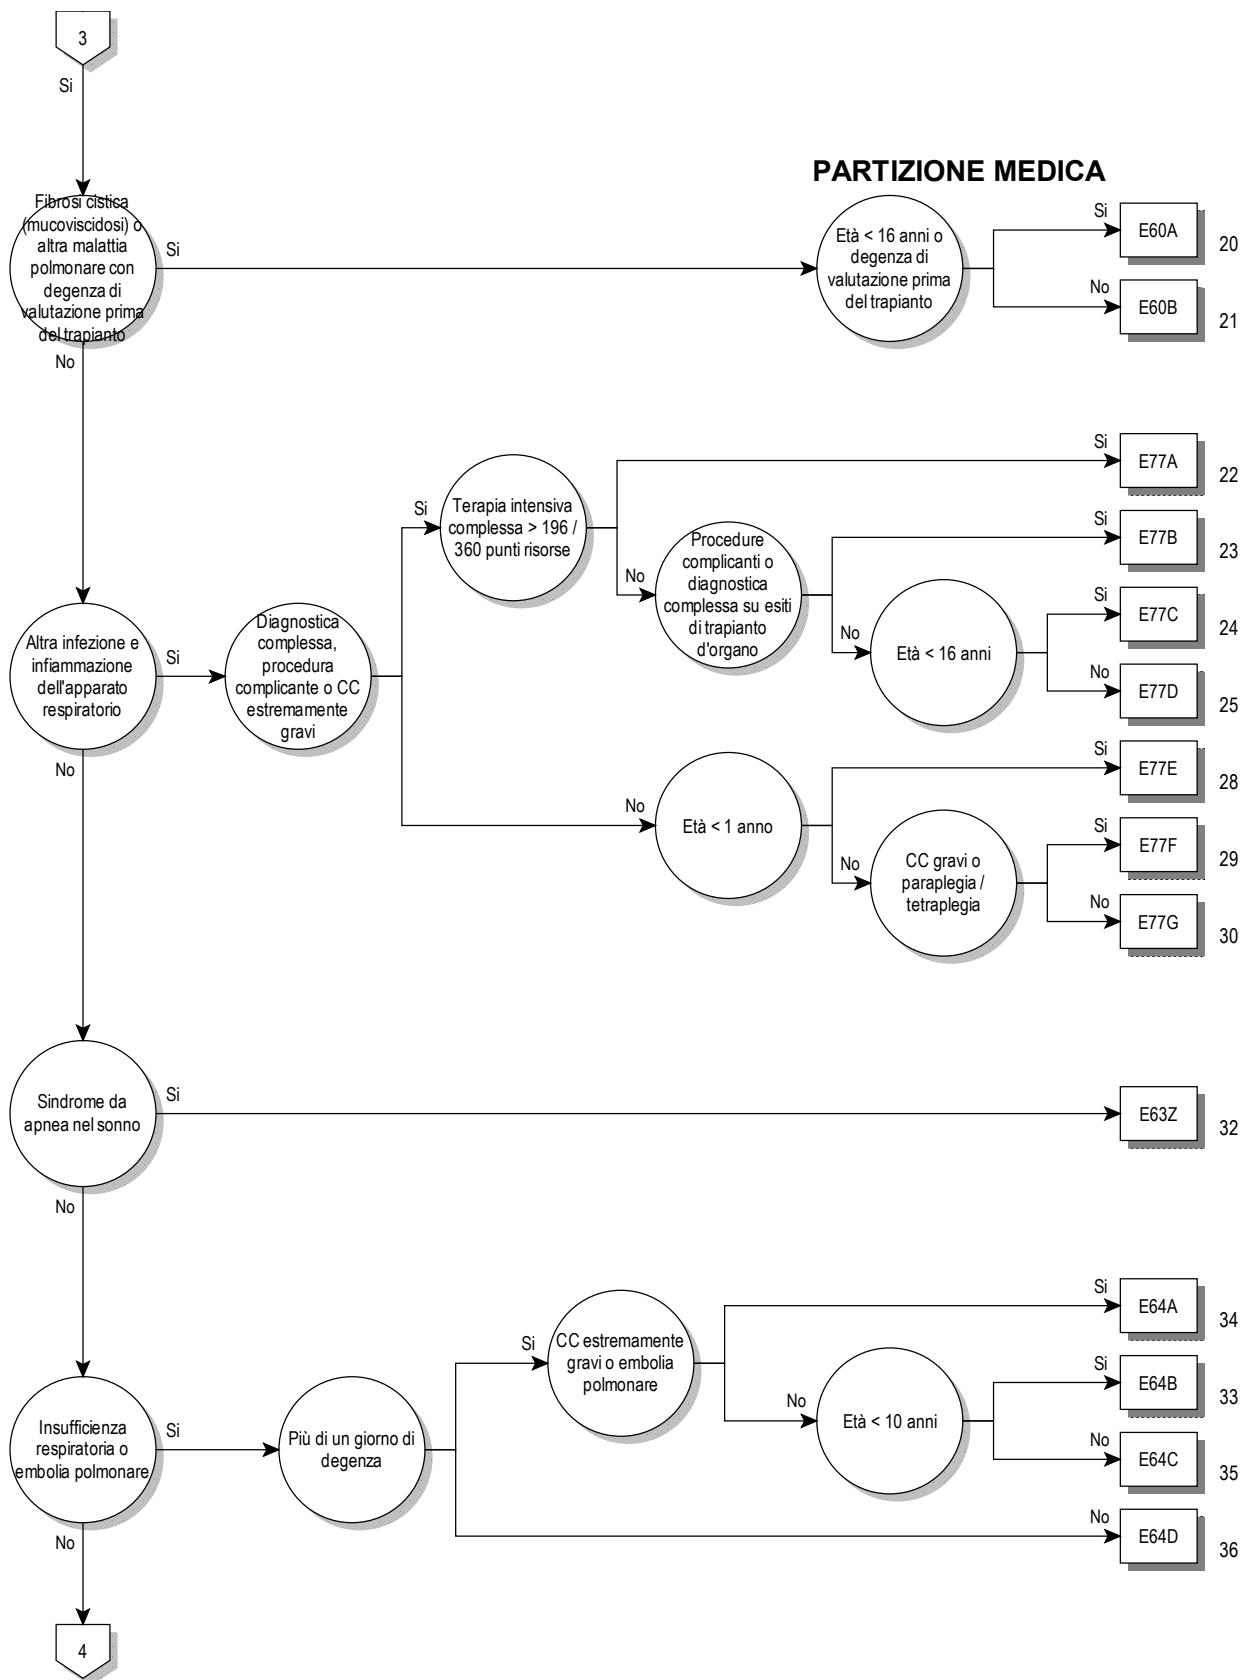 3
Si
PARTIZIONE MEDICA
Fibrosi cistica
(mucoviscidosi) o
altra malattia
polmonare con
degenza di
valutazione prima
del trapianto
Si
Età < 16 anni o
degenza di
valutazione prima
del trapianto
Si
E60A
20
No
E60B
21
No
Altra infezione e
infiammazione
dell'apparato
respiratorio
Si
Diagnostica
complessa,
procedura
complicante o CC
estremamente
gravi
Si
Terapia intensiva
complessa > 196 /
360 punti risorse
Si
E77A
22
No
Procedure
complicanti o
diagnostica
complessa su esiti
di trapianto
d'organo
Si
E77B
23
No
Età < 16 anni
Si
E77C
24
No
E77D
25
No
Età < 1 anno
Si
E77E
28
No
CC gravi o
paraplegia /
tetraplegia
Si
E77F
29
No
E77G
30
No
Sindrome da
apnea nel sonno
Si
E63Z
32
No
Insufficienza
respiratoria o
embolia polmonare
Si
Più di un giorno di
degenza
Si
CC estremamente
gravi o embolia
polmonare
Si
E64A
34
No
Età < 10 anni
Si
E64B
33
No
E64C
35
No
E64D
36
No
4